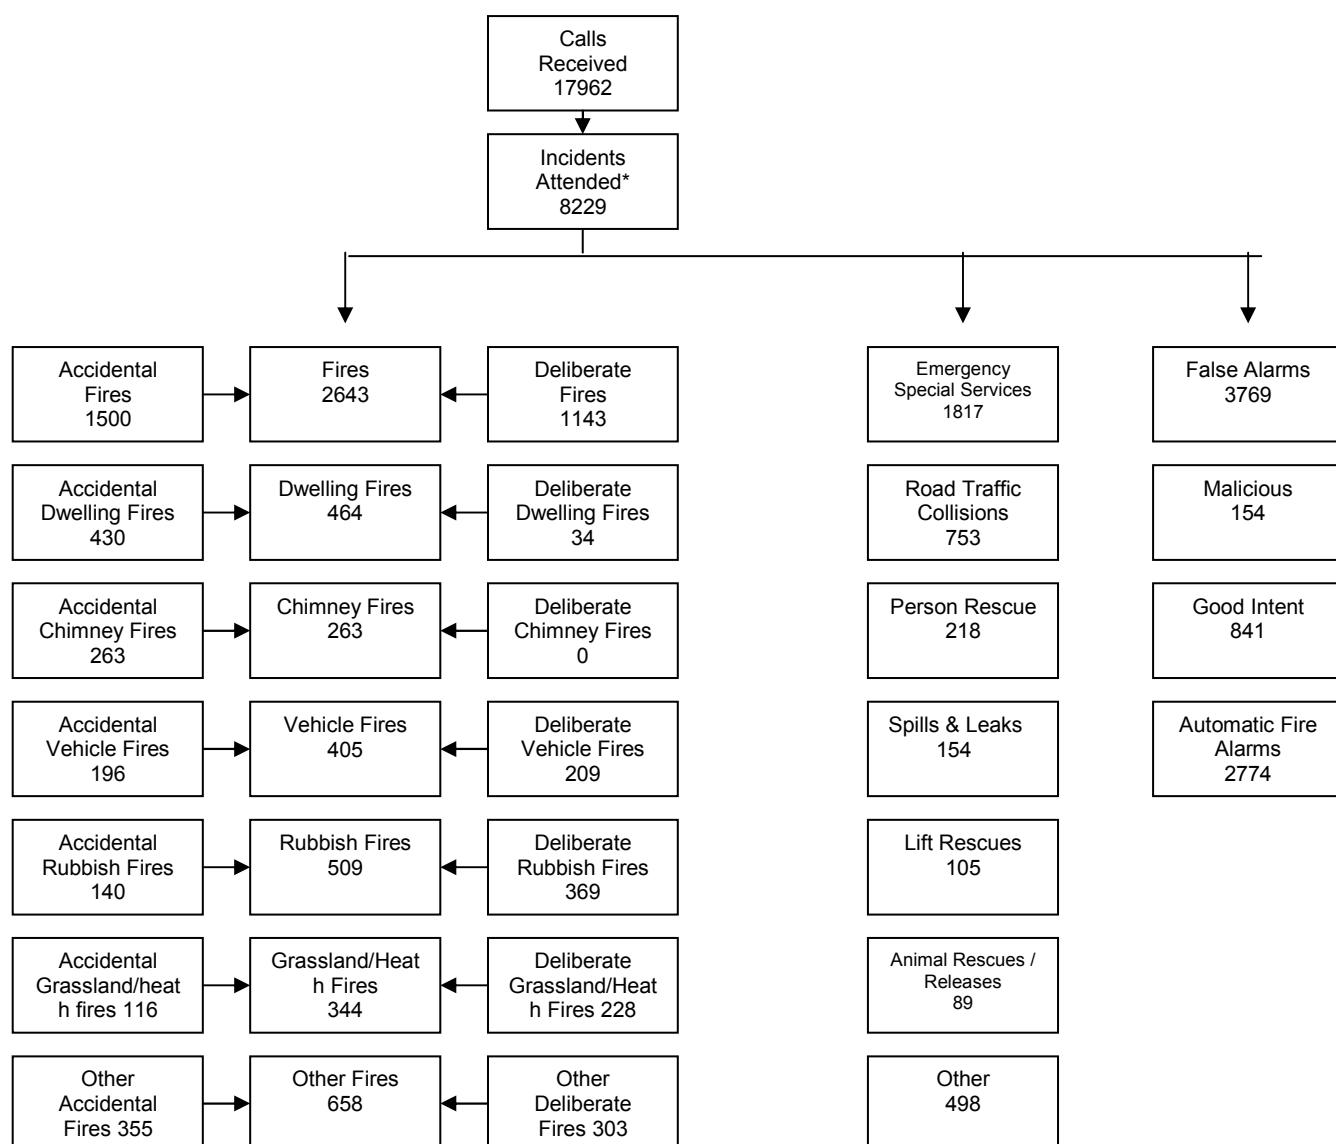 Calls
Received
17962
Incidents
Attended*
8229
Accidental
Fires
1500
Fires
2643
Deliberate
Fires
1143
Emergency
Special Services
1817
False Alarms
3769
Accidental
Dwelling Fires
430
Dwelling Fires
464
Deliberate
Dwelling Fires
34
Road Traffic
Collisions
753
Malicious
154
Accidental
Chimney Fires
263
Chimney Fires
263
Deliberate
Chimney Fires
0
Person Rescue
218
Good Intent
841
Accidental
Vehicle Fires
196
Vehicle Fires
405
Deliberate
Vehicle Fires
209
Spills & Leaks
154
Automatic Fire
Alarms
2774
Accidental
Rubbish Fires
140
Rubbish Fires
509
Deliberate
Rubbish Fires
369
Lift Rescues
105
Accidental
Grassland/heat
h fires 116
Grassland/Heat
h Fires
344
Deliberate
Grassland/Heat
h Fires 228
Animal Rescues /
Releases
89
Other
Accidental
Fires 355
Other Fires
658
Other
Deliberate
Fires 303
Other
498